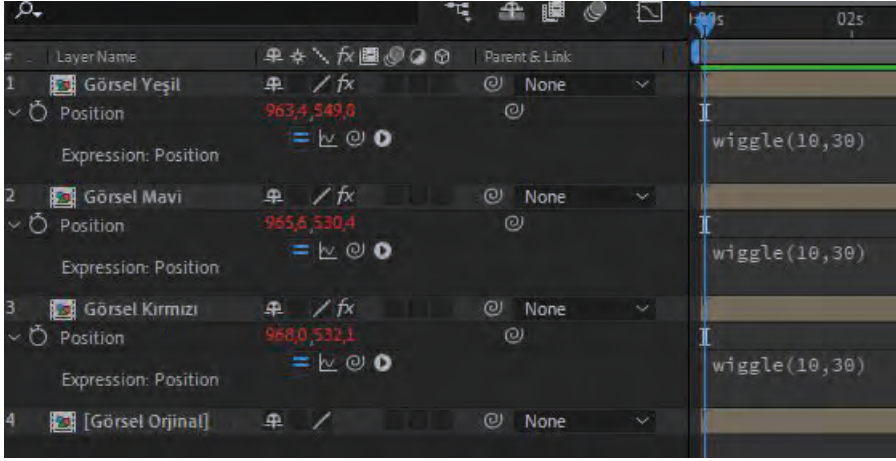 00s 02s
# Layer Name Parent & Link
1 Görsel Yeşil None
Position 963,4,549,0
wiggle(10,30)
Expression: Position
2 Görsel Mavi None
Position 965,6,530,4
wiggle(10,30)
Expression: Position
3 Görsel Kırmızı None
Position 968,0,532,1
wiggle(10,30)
Expression: Position
4 [Görsel Orjinal] None